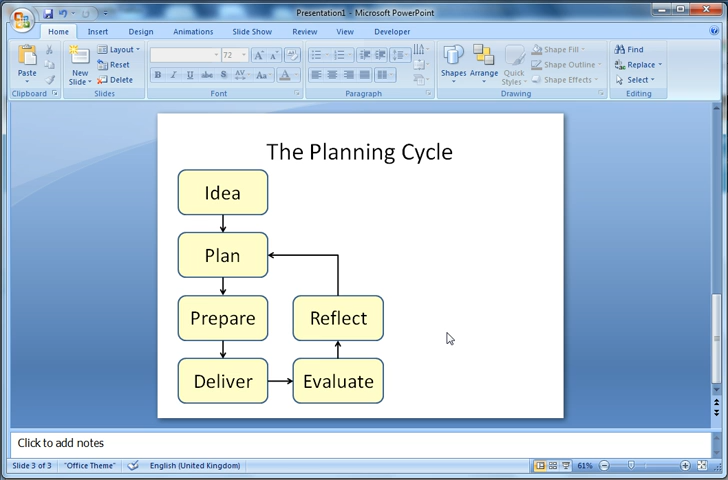 Presentation1 - Microsoft PowerPoint
Home Insert Design Animations Slide Show Review View Developer
Paste
Clipboard
New Slide
Layout
Reset
Delete
Slides
72
B I U abc S AV Aa A
Font
Paragraph
Shapes
Arrange
Quick Styles
Shape Fill
Shape Outline
Shape Effects
Drawing
Find
Replace
Select
Editing
The Planning Cycle
Idea
Plan
Prepare
Reflect
Deliver
Evaluate
Click to add notes
Slide 3 of 3 "Office Theme" English (United Kingdom) 61%